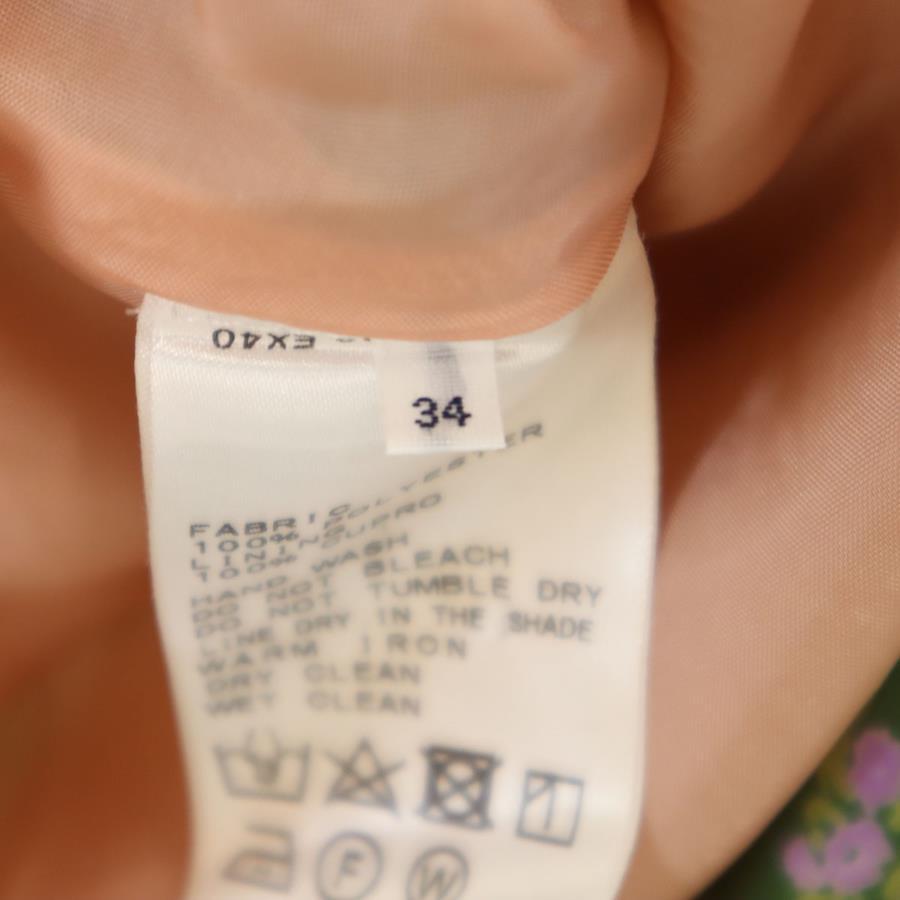 EX40
34
FABRIC
100% POLYESTER
LINING
100% CUPRO
HAND WASH
DO NOT BLEACH
DO NOT TUMBLE DRY
LINE DRY IN THE SHADE
WARM IRON
DRY CLEAN
WET CLEAN
F
W